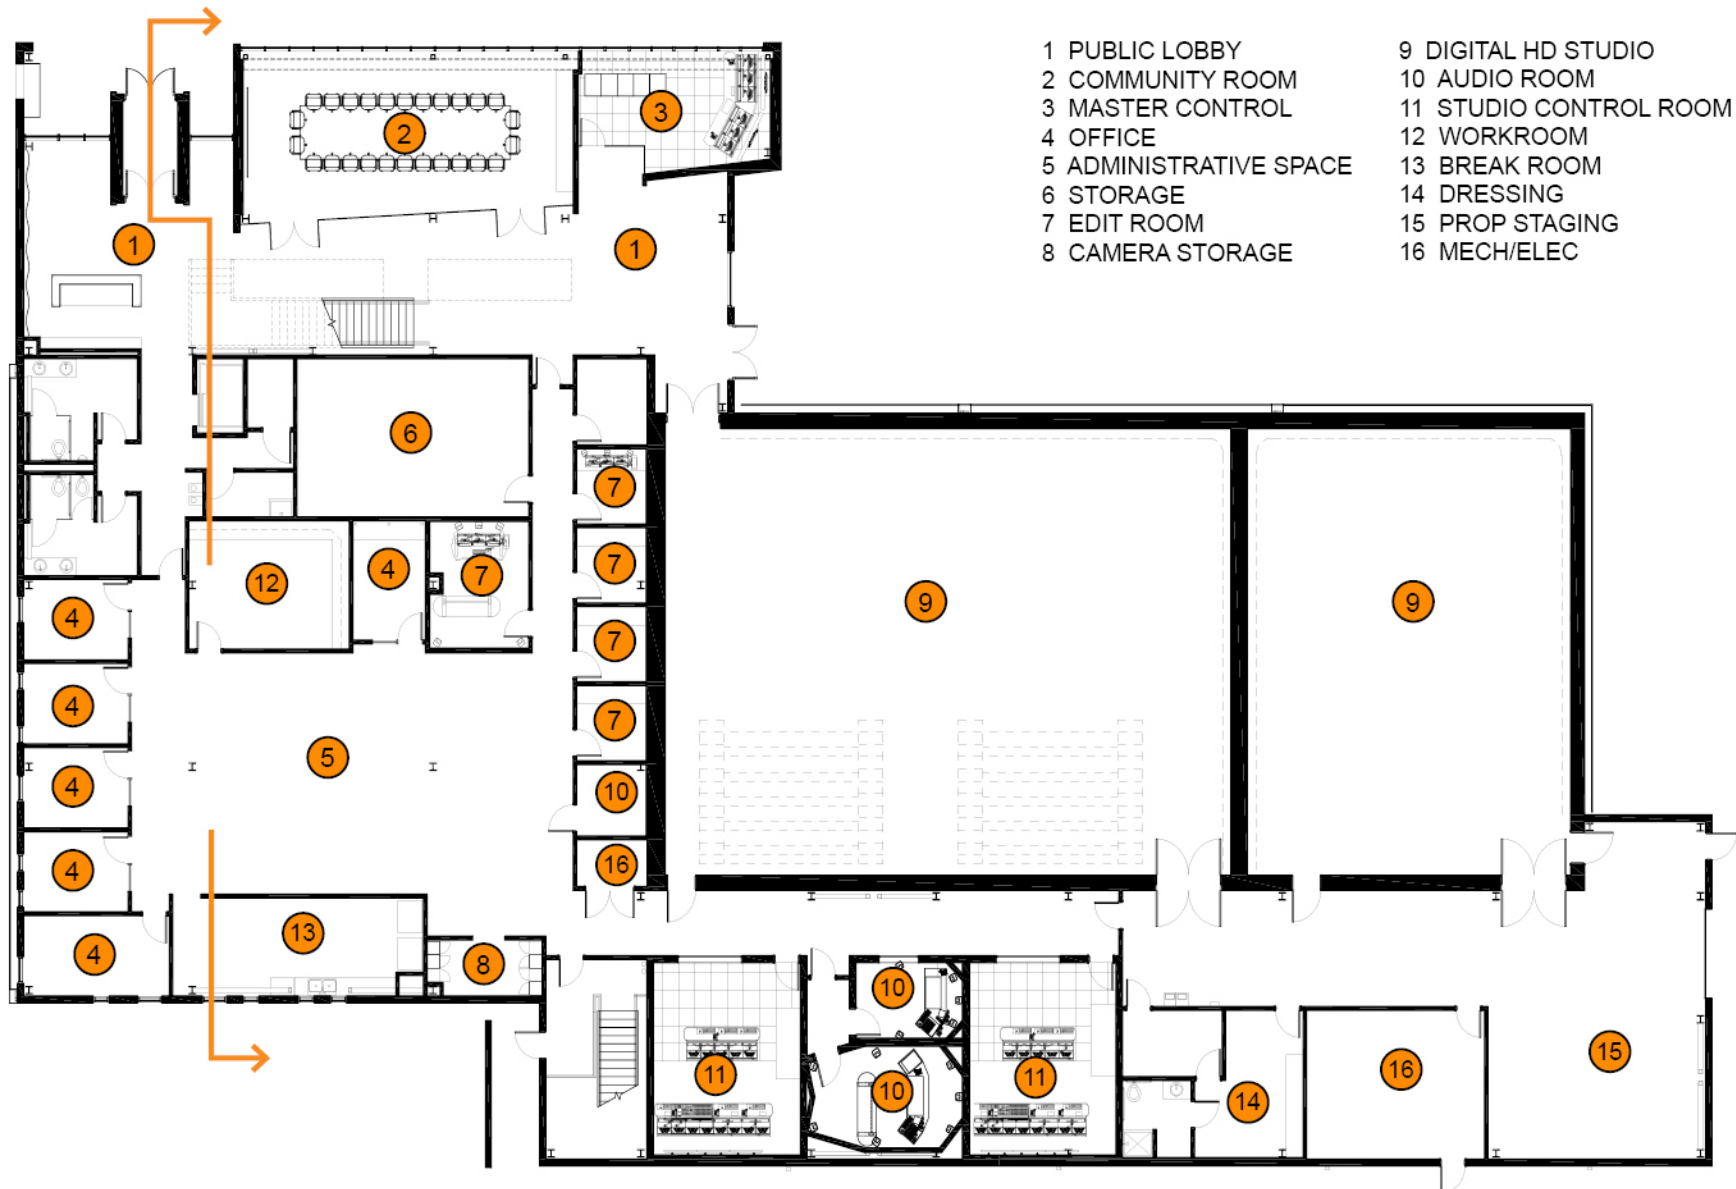 1 PUBLIC LOBBY
2 COMMUNITY ROOM
3 MASTER CONTROL
4 OFFICE
5 ADMINISTRATIVE SPACE
6 STORAGE
7 EDIT ROOM
8 CAMERA STORAGE
9 DIGITAL HD STUDIO
10 AUDIO ROOM
11 STUDIO CONTROL ROOM
12 WORKROOM
13 BREAK ROOM
14 DRESSING
15 PROP STAGING
16 MECH/ELEC
3
2
1
1
6
7
7
4
7
12
9
9
4
7
4
7
5
4
10
16
4
13
4
8
10
15
16
11
11
10
14